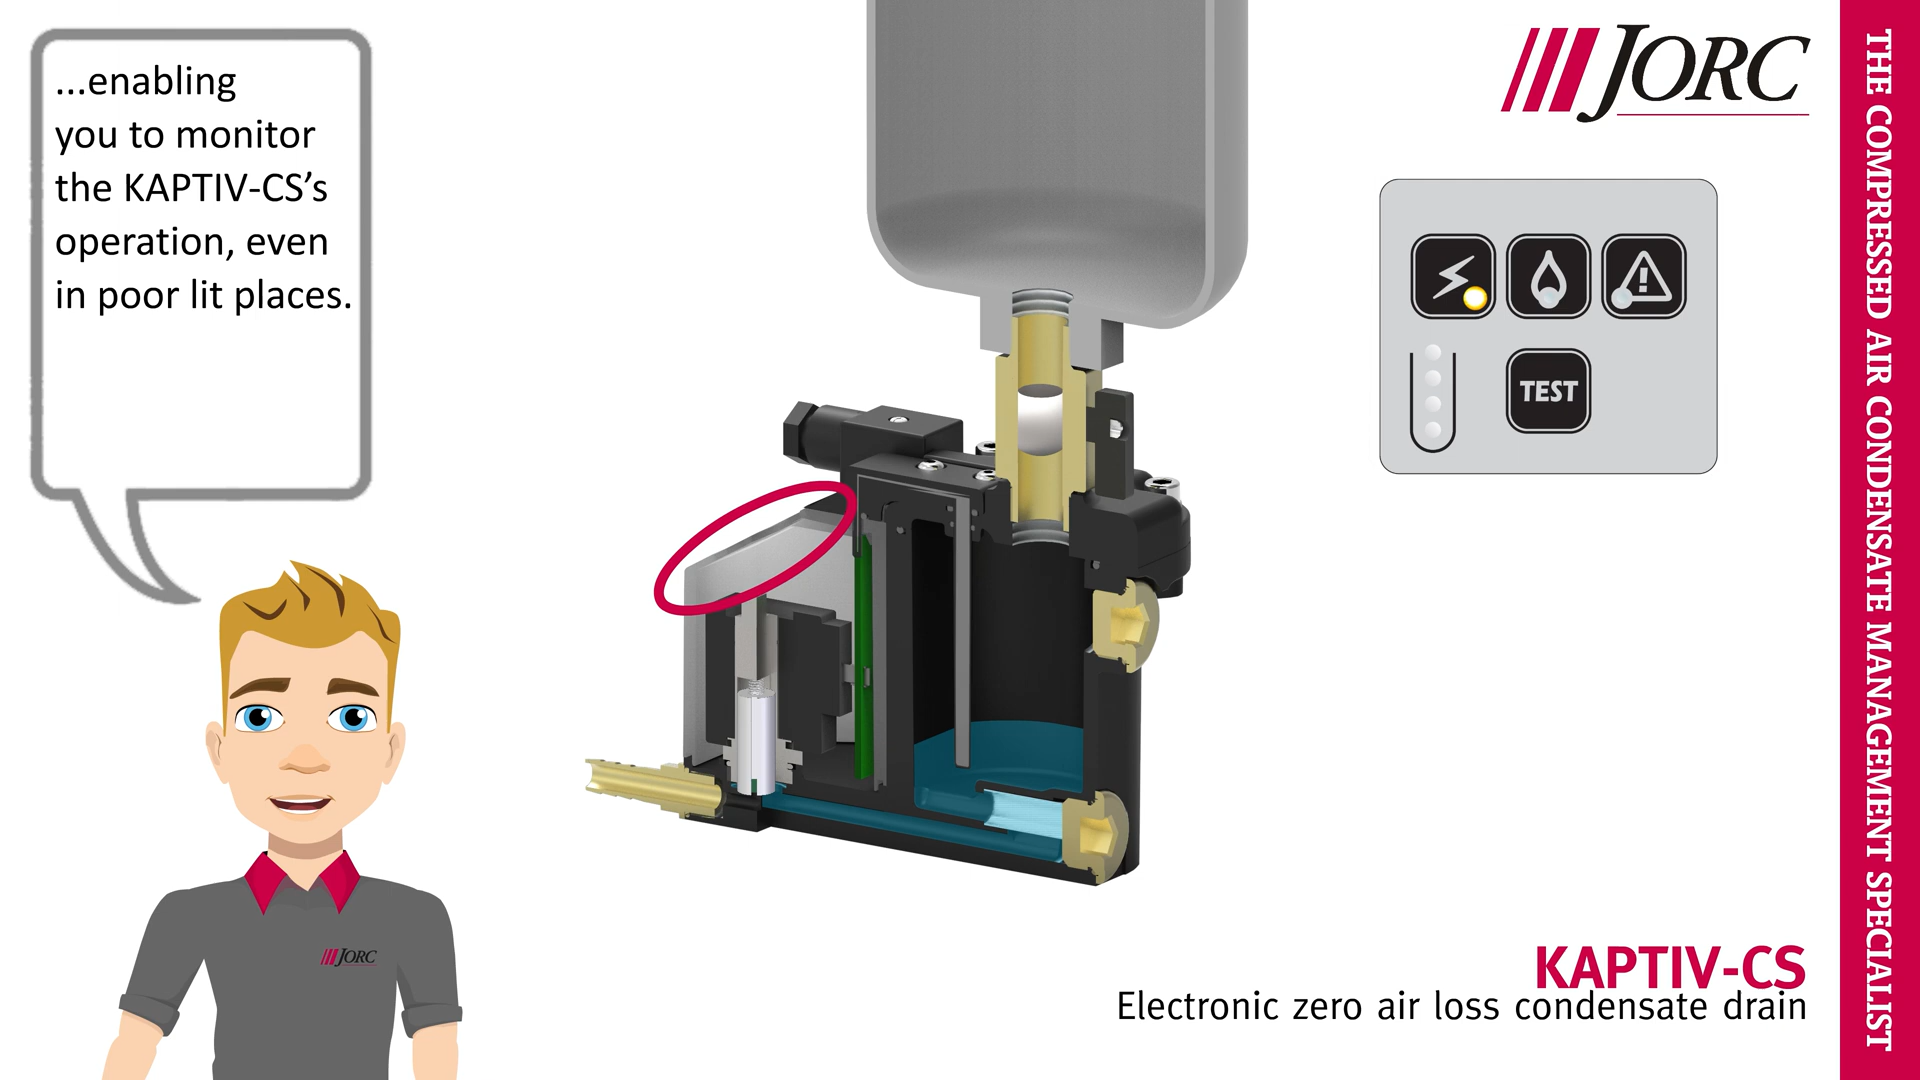 ...enabling
you to monitor
the KAPTIV-CS’s
operation, even
in poor lit places.
JORC
TEST
JORC
KAPTIV-CS
Electronic zero air loss condensate drain
THE COMPRESSED AIR CONDENSATE MANAGEMENT SPECIALIST